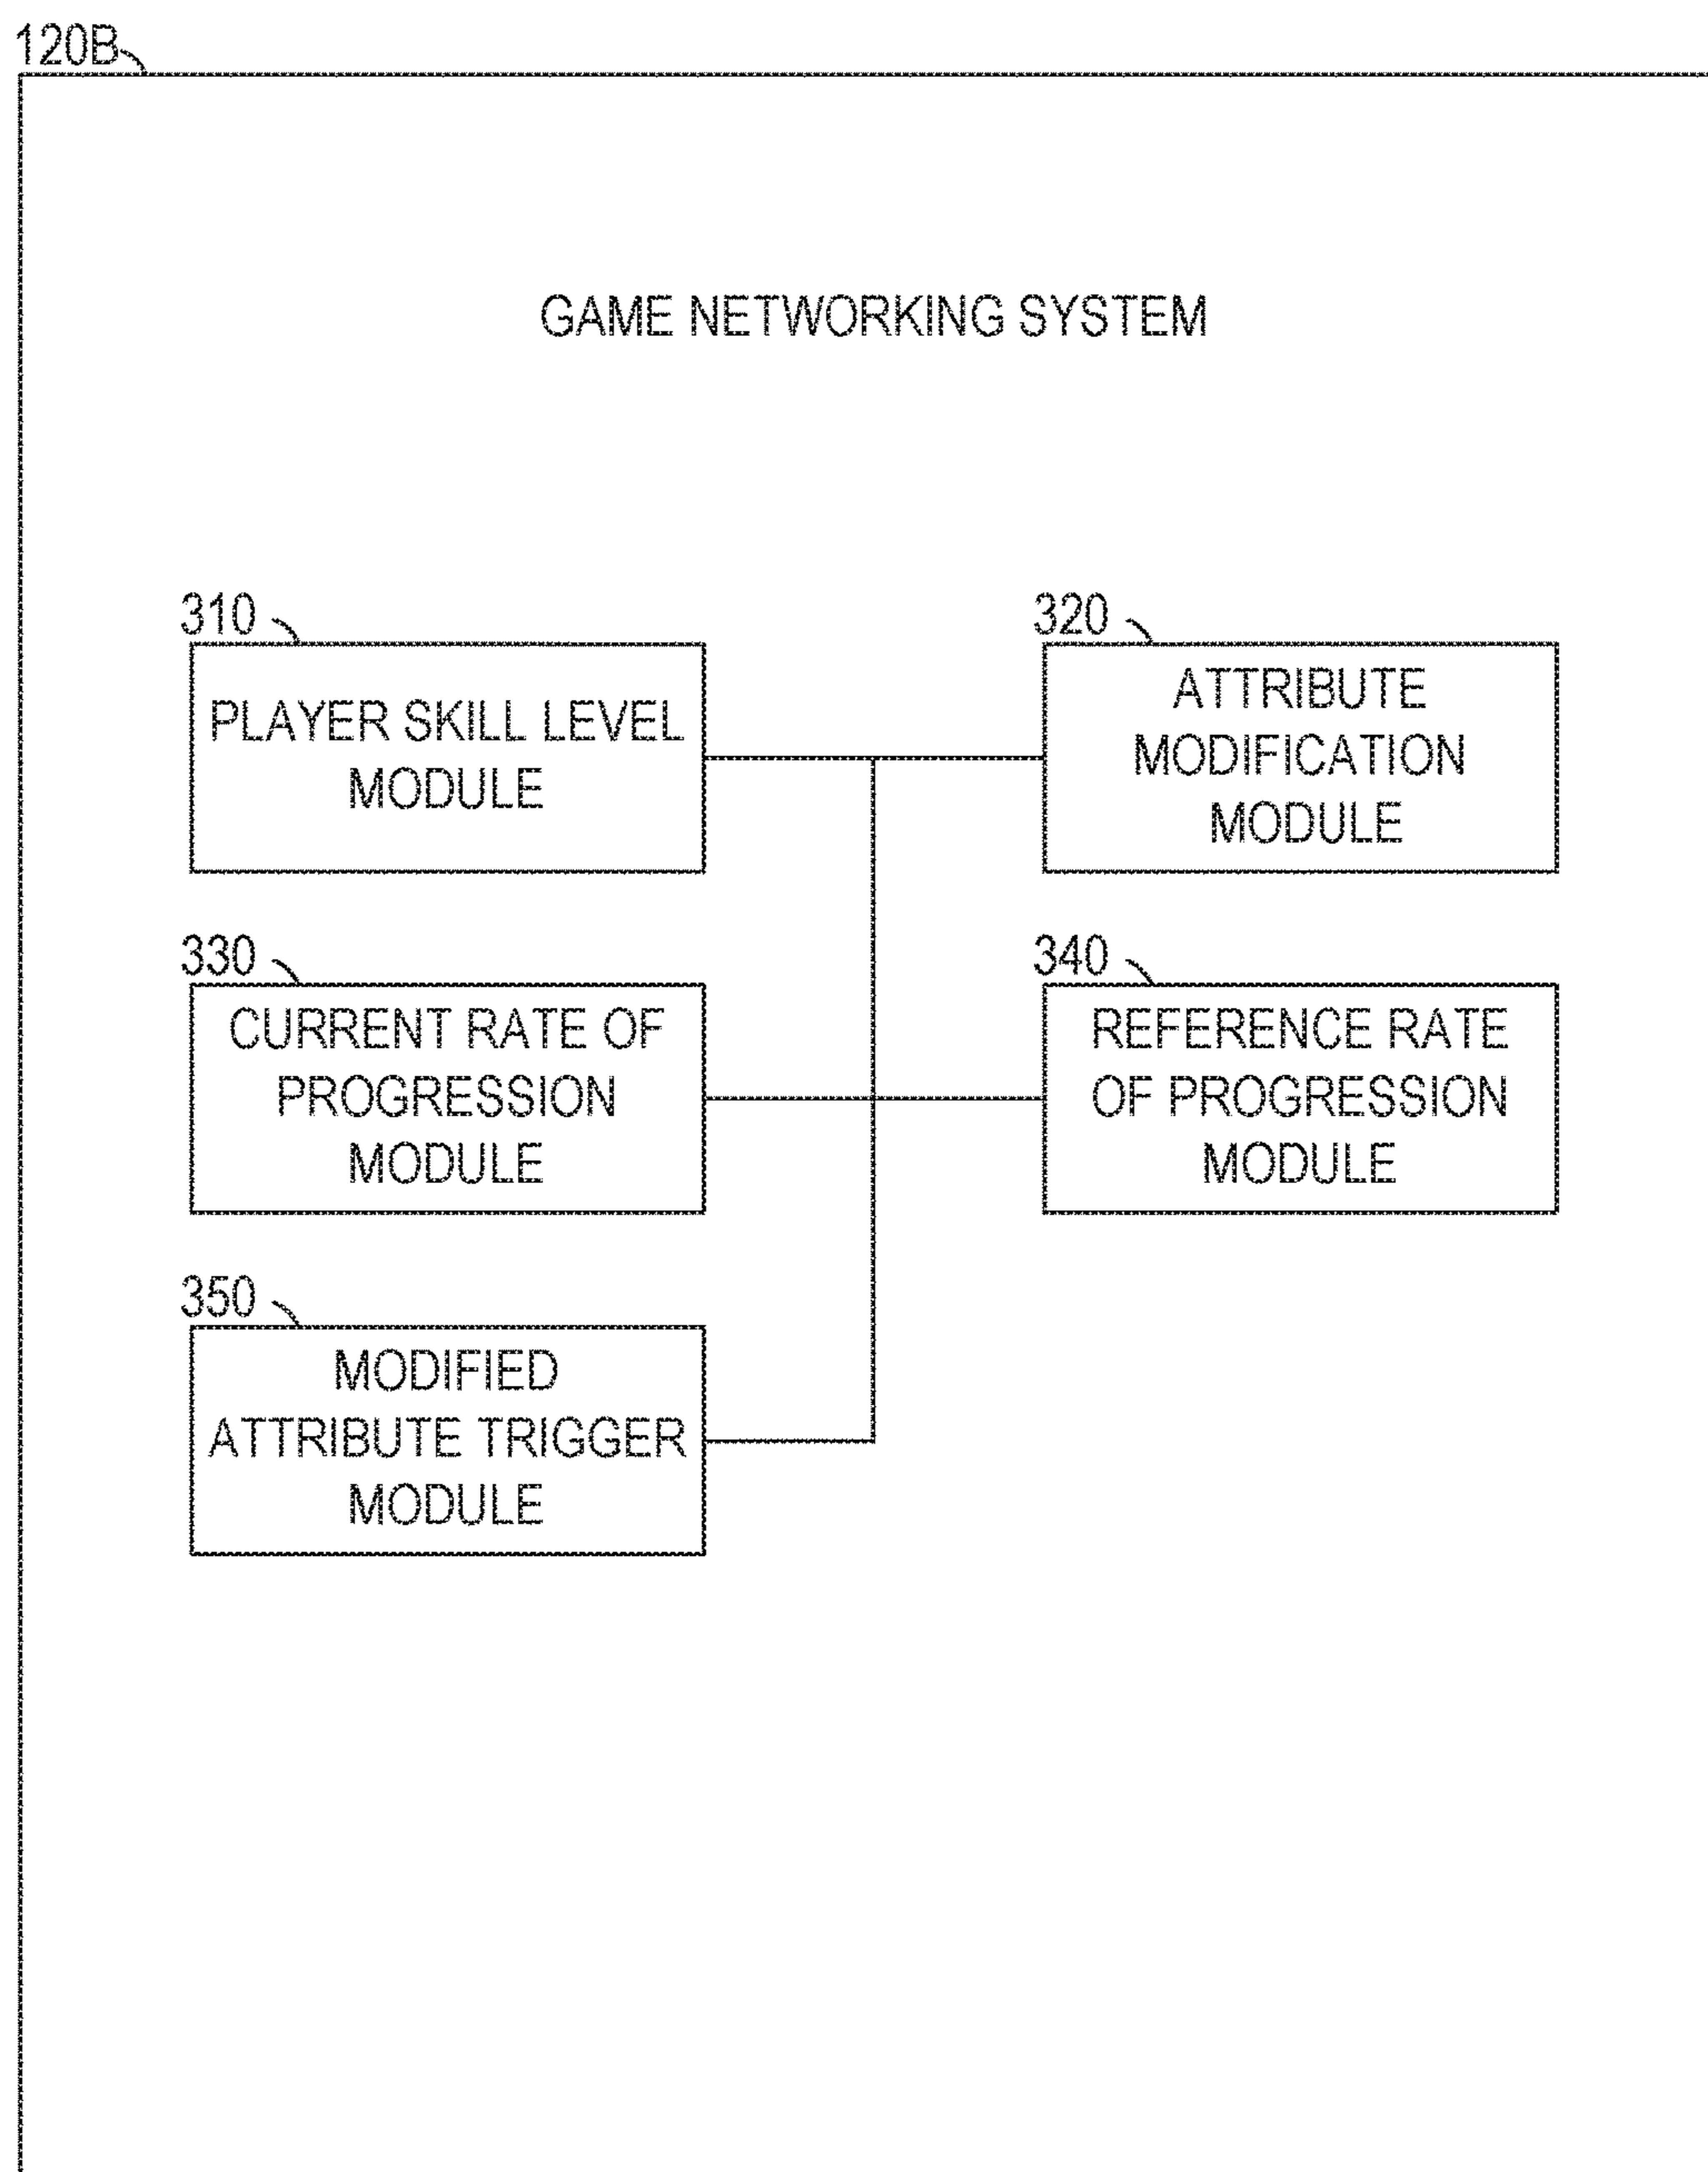 120B
GAME NETWORKING SYSTEM
310
PLAYER SKILL LEVEL
MODULE
320
ATTRIBUTE
MODIFICATION
MODULE
330
CURRENT RATE OF
PROGRESSION
MODULE
340
REFERENCE RATE
OF PROGRESSION
MODULE
350
MODIFIED
ATTRIBUTE TRIGGER
MODULE